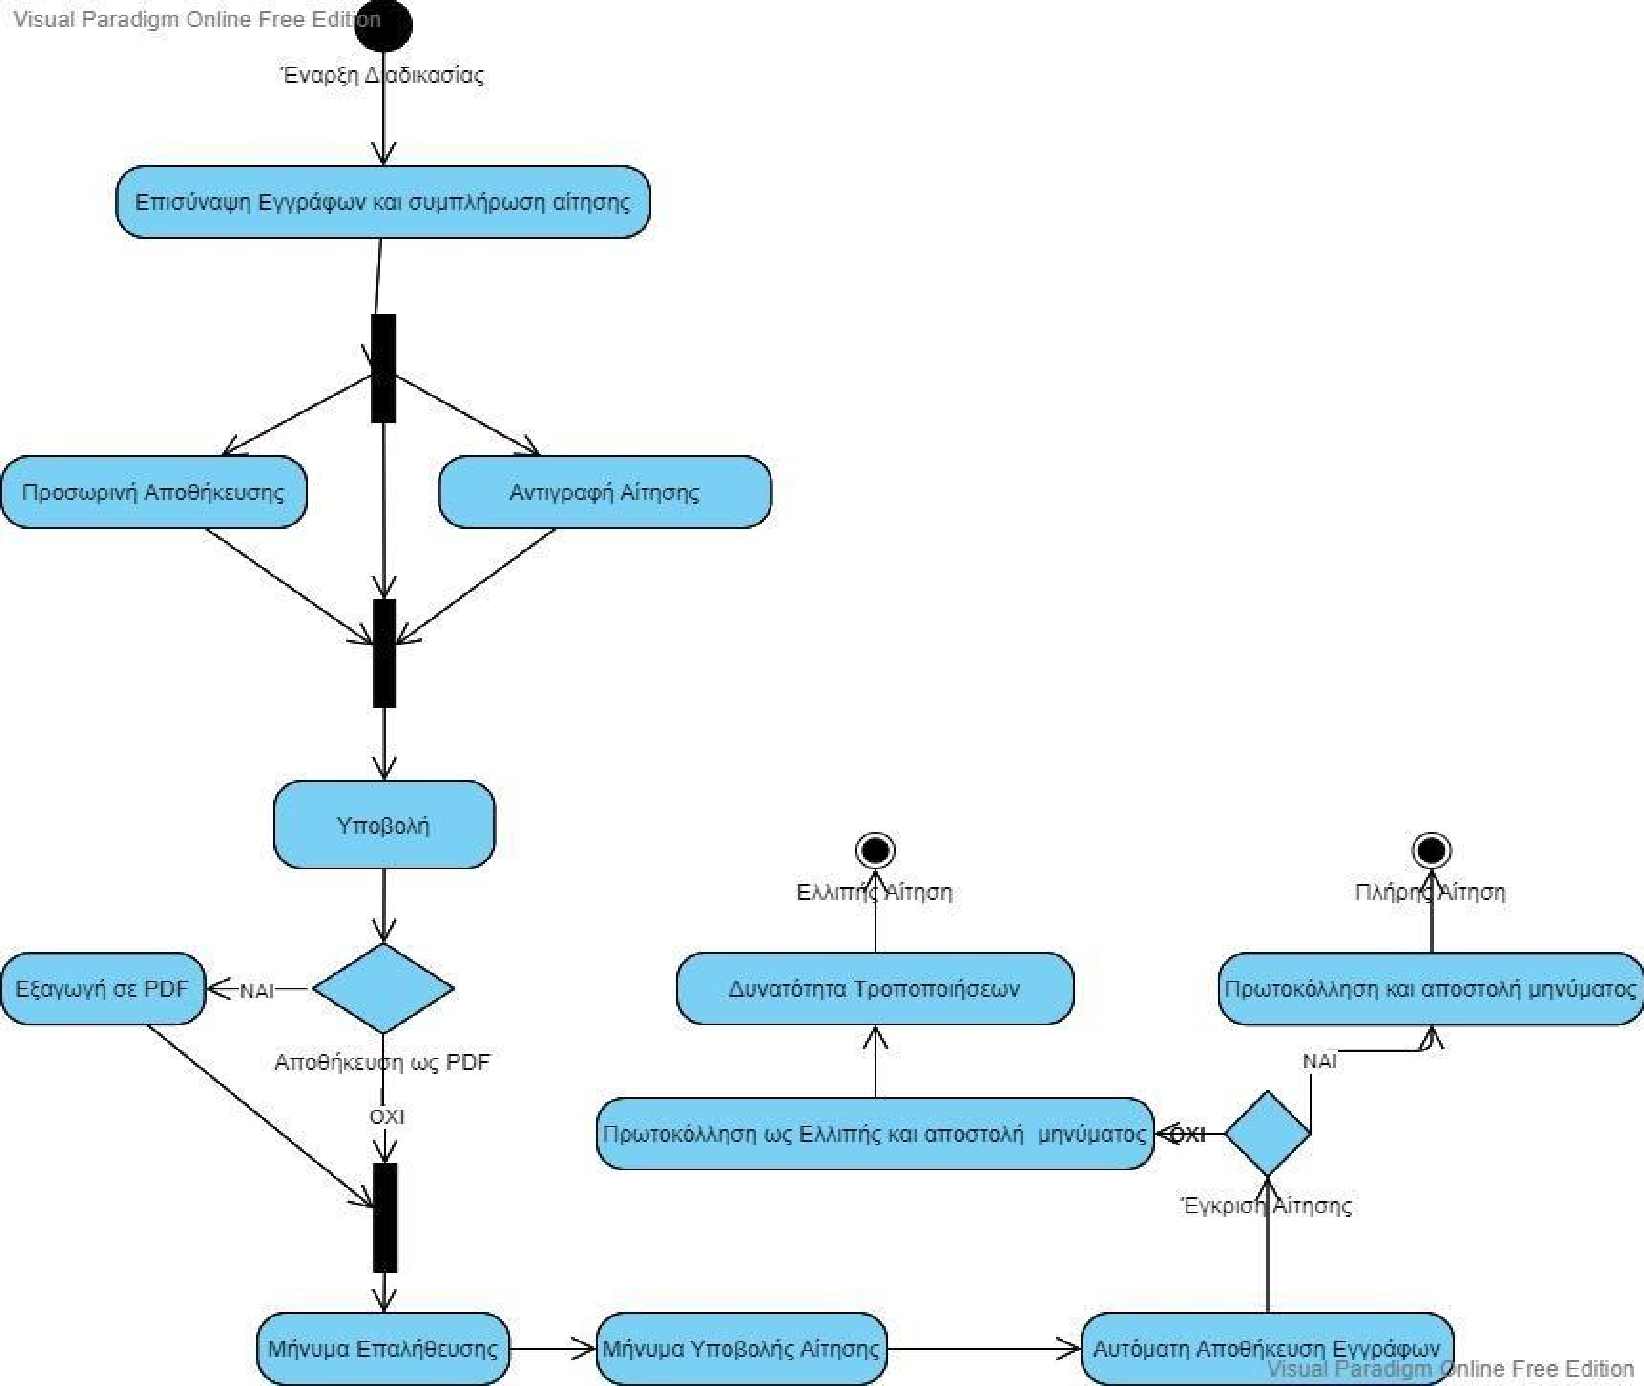 Visual Paradigm Online Free Edition
Έναρξη Διαδικασίας
Επισύναψη Εγγράφων και συμπλήρωση αίτησης
Προσωρινή Αποθήκευσης
Αντιγραφή Αίτησης
Υποβολή
Ελλιπής Αίτηση
Πλήρης Αίτηση
Εξαγωγή σε PDF
ΝΑΙ
Δυνατότητα Τροποποιήσεων
Πρωτοκόλληση και αποστολή μηνύματος
Αποθήκευση ως PDF
ΝΑΙ
ΟΧΙ
Πρωτοκόλληση ως Ελλιπής και αποστολή μηνύματος
ΟΧΙ
Έγκριση Αίτησης
Μήνυμα Επαλήθευσης
Μήνυμα Υποβολής Αίτησης
Αυτόματη Αποθήκευση Εγγράφων
Visual Paradigm Online Free Edition